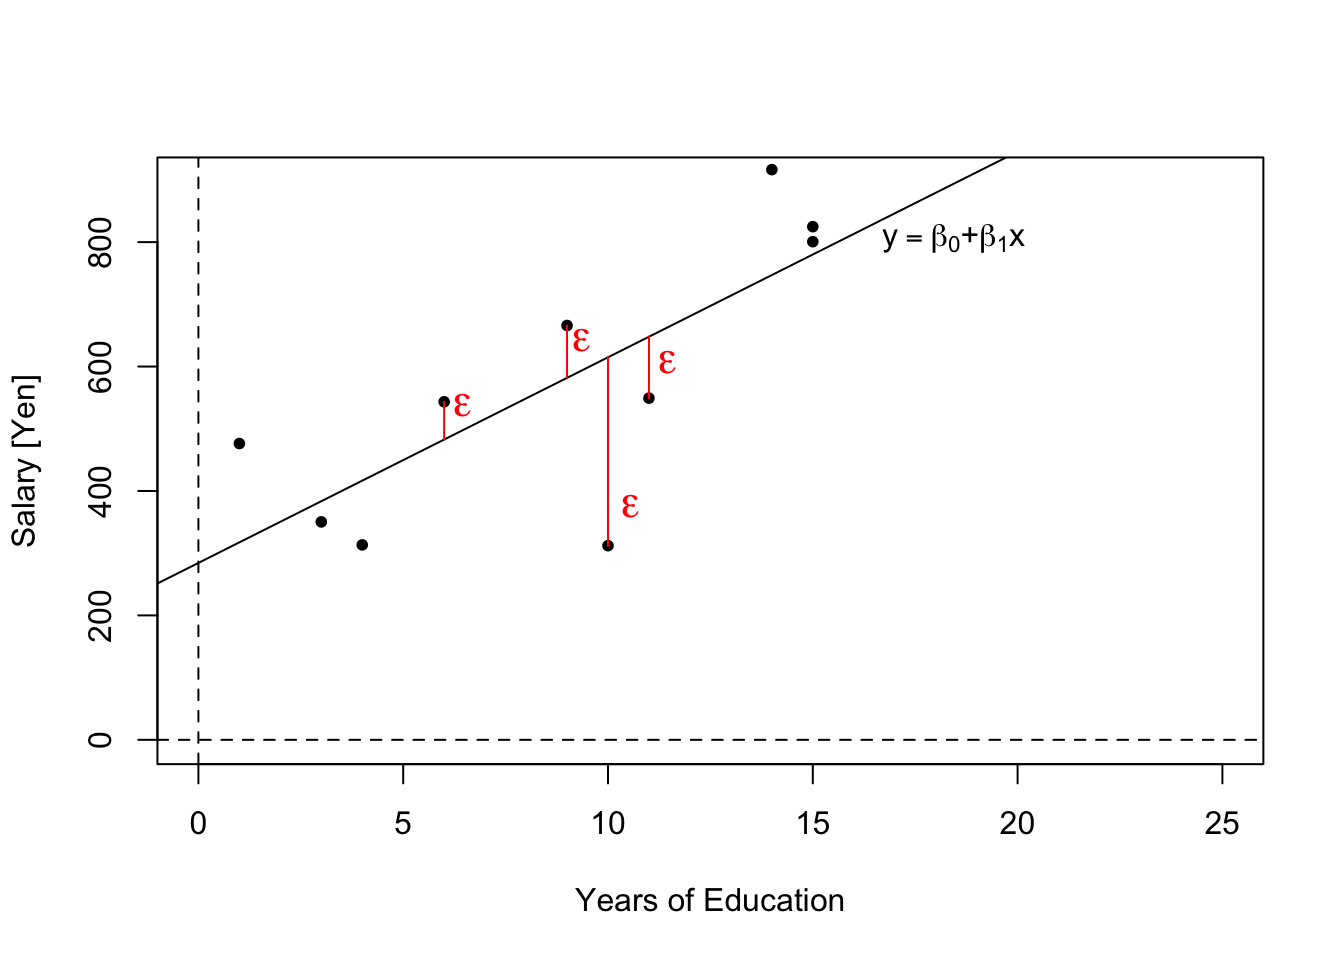 800
600
400
200
0
Salary [Yen]
y = β₀+β₁x
ε
ε
ε
ε
0 5 10 15 20 25
Years of Education